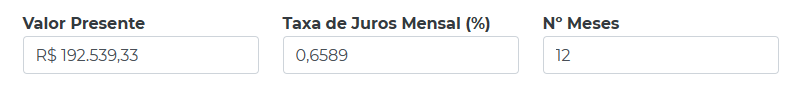 Valor Presente Taxa de Juros Mensal (%) Nº Meses
R$ 192.539,33 0,6589 12